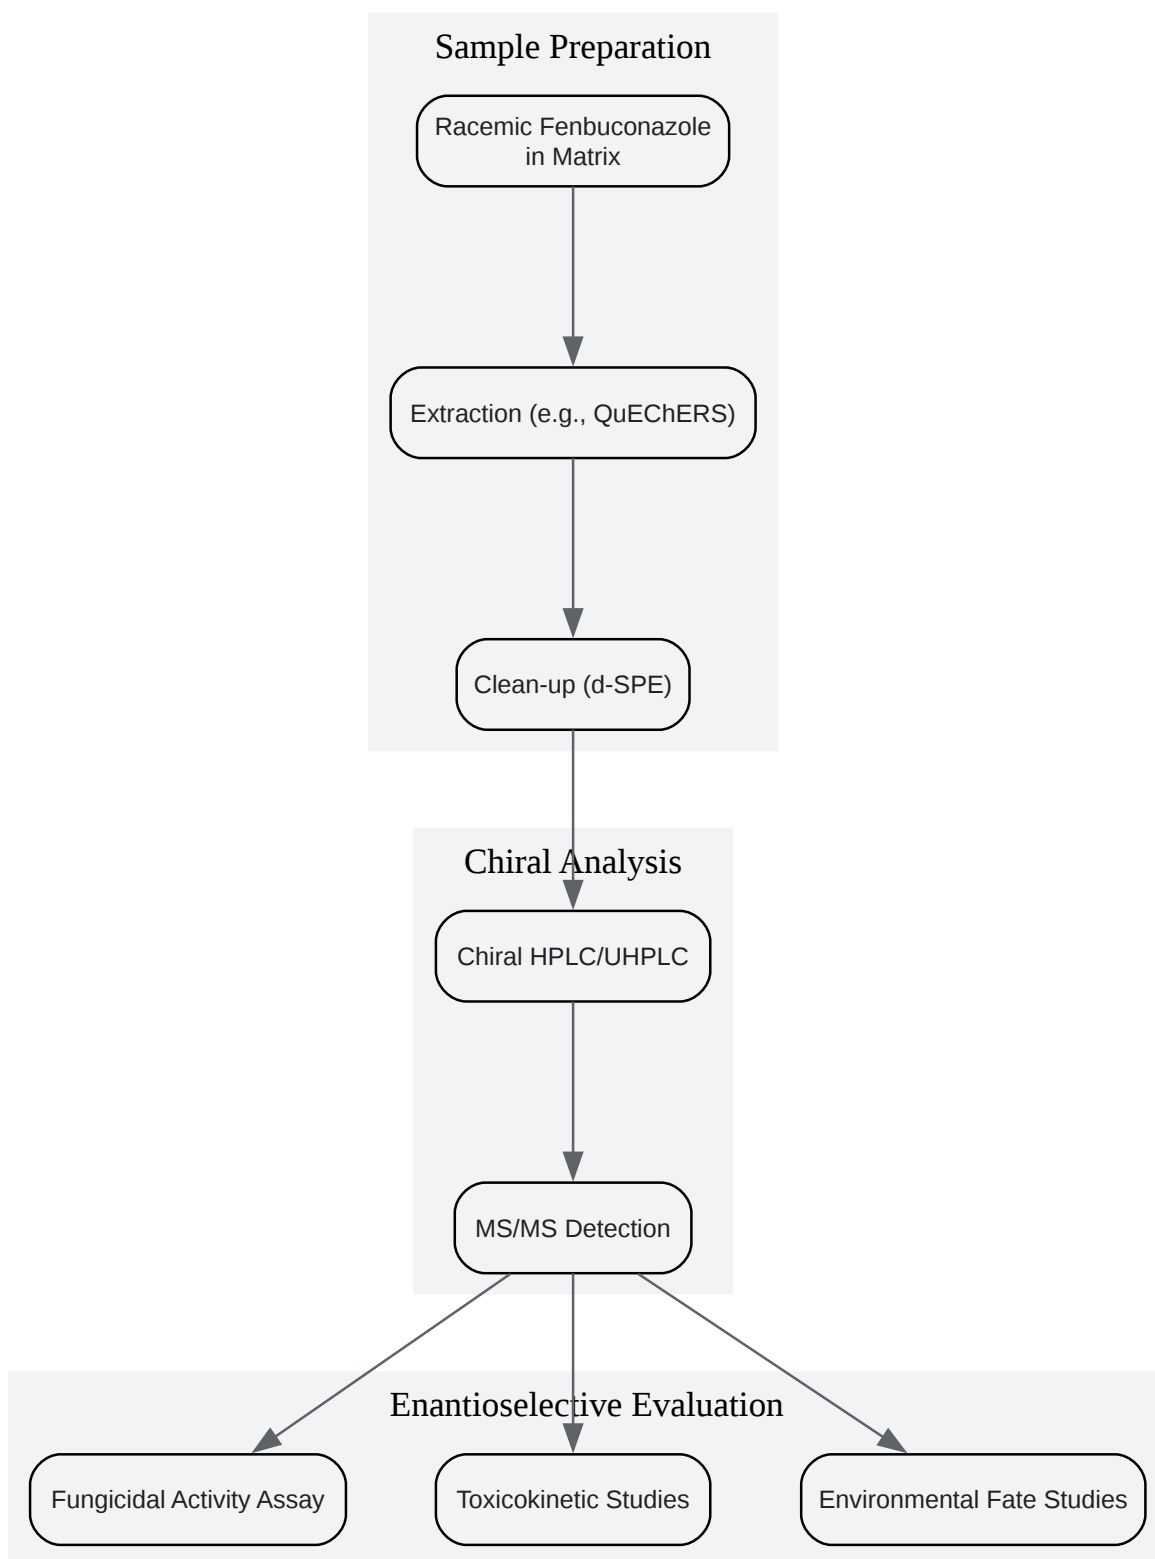 Sample Preparation
Racemic Fenbuconazole
in Matrix
Extraction (e.g., QuEChERS)
Clean-up (d-SPE)
Chiral Analysis
Chiral HPLC/UHPLC
MS/MS Detection
Enantioselective Evaluation
Fungicidal Activity Assay
Toxicokinetic Studies
Environmental Fate Studies